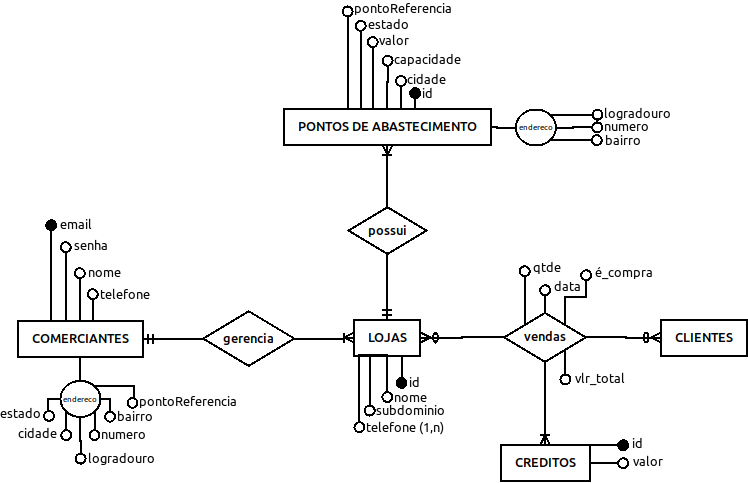 pontoReferencia
estado
valor
capacidade
cidade
id
PONTOS DE ABASTECIMENTO
endereco
logradouro
numero
bairro
possui
email
senha
nome
telefone
COMERCIANTES
gerencia
LOJAS
qtde
data
é_compra
vendas
CLIENTES
vlr_total
id
nome
subdominio
telefone (1,n)
endereco
pontoReferencia
estado
bairro
cidade
numero
logradouro
CREDITOS
id
valor